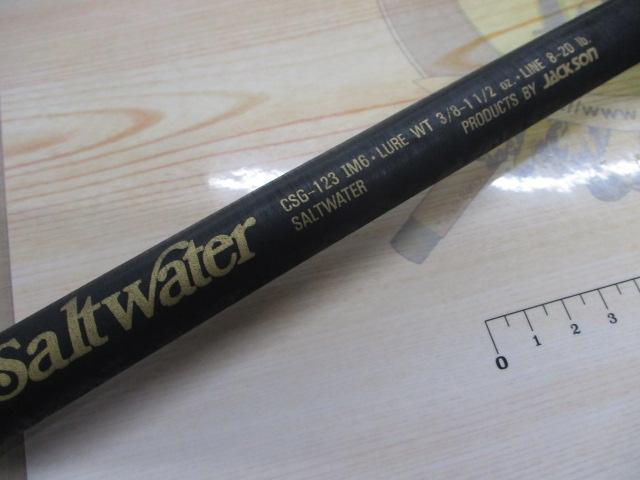 Saltwater
CSG-123 IM6・LURE WT 3/8-1 1/2 oz.・LINE 8-20 lb.
SALTWATER PRODUCTS BY Jackson
0 1 2 3